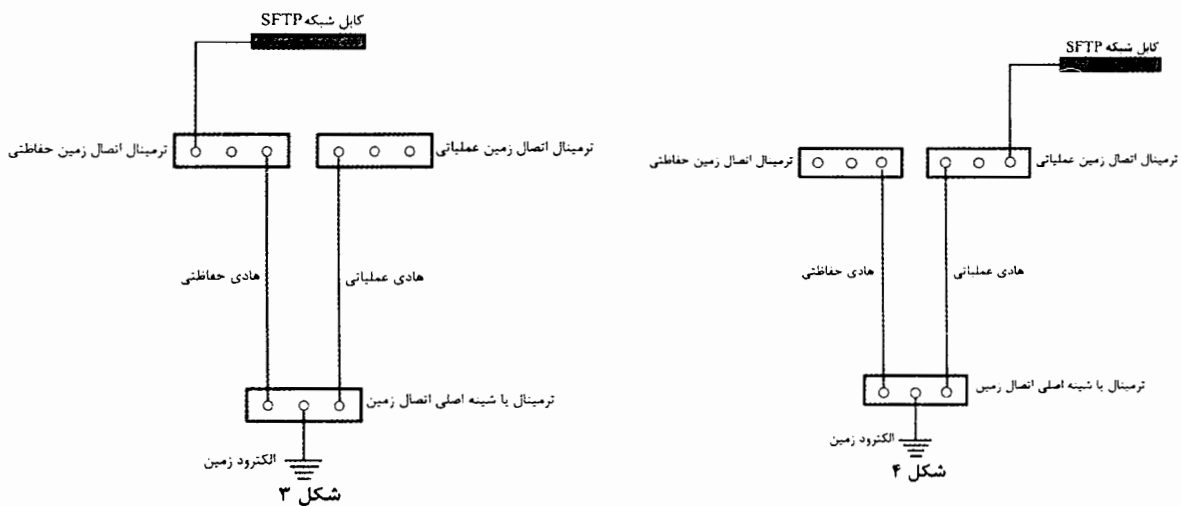 کابل شبکه SFTP
ترمینال اتصال زمین حفاظتی
ترمینال اتصال زمین عملیاتی
هادی حفاظتی
هادی عملیاتی
ترمینال یا شینه اصلی اتصال زمین
الکترود زمین
شکل ۳
کابل شبکه SFTP
ترمینال اتصال زمین حفاظتی
ترمینال اتصال زمین عملیاتی
هادی حفاظتی
هادی عملیاتی
ترمینال یا شینه اصلی اتصال زمین
الکترود زمین
شکل ۴